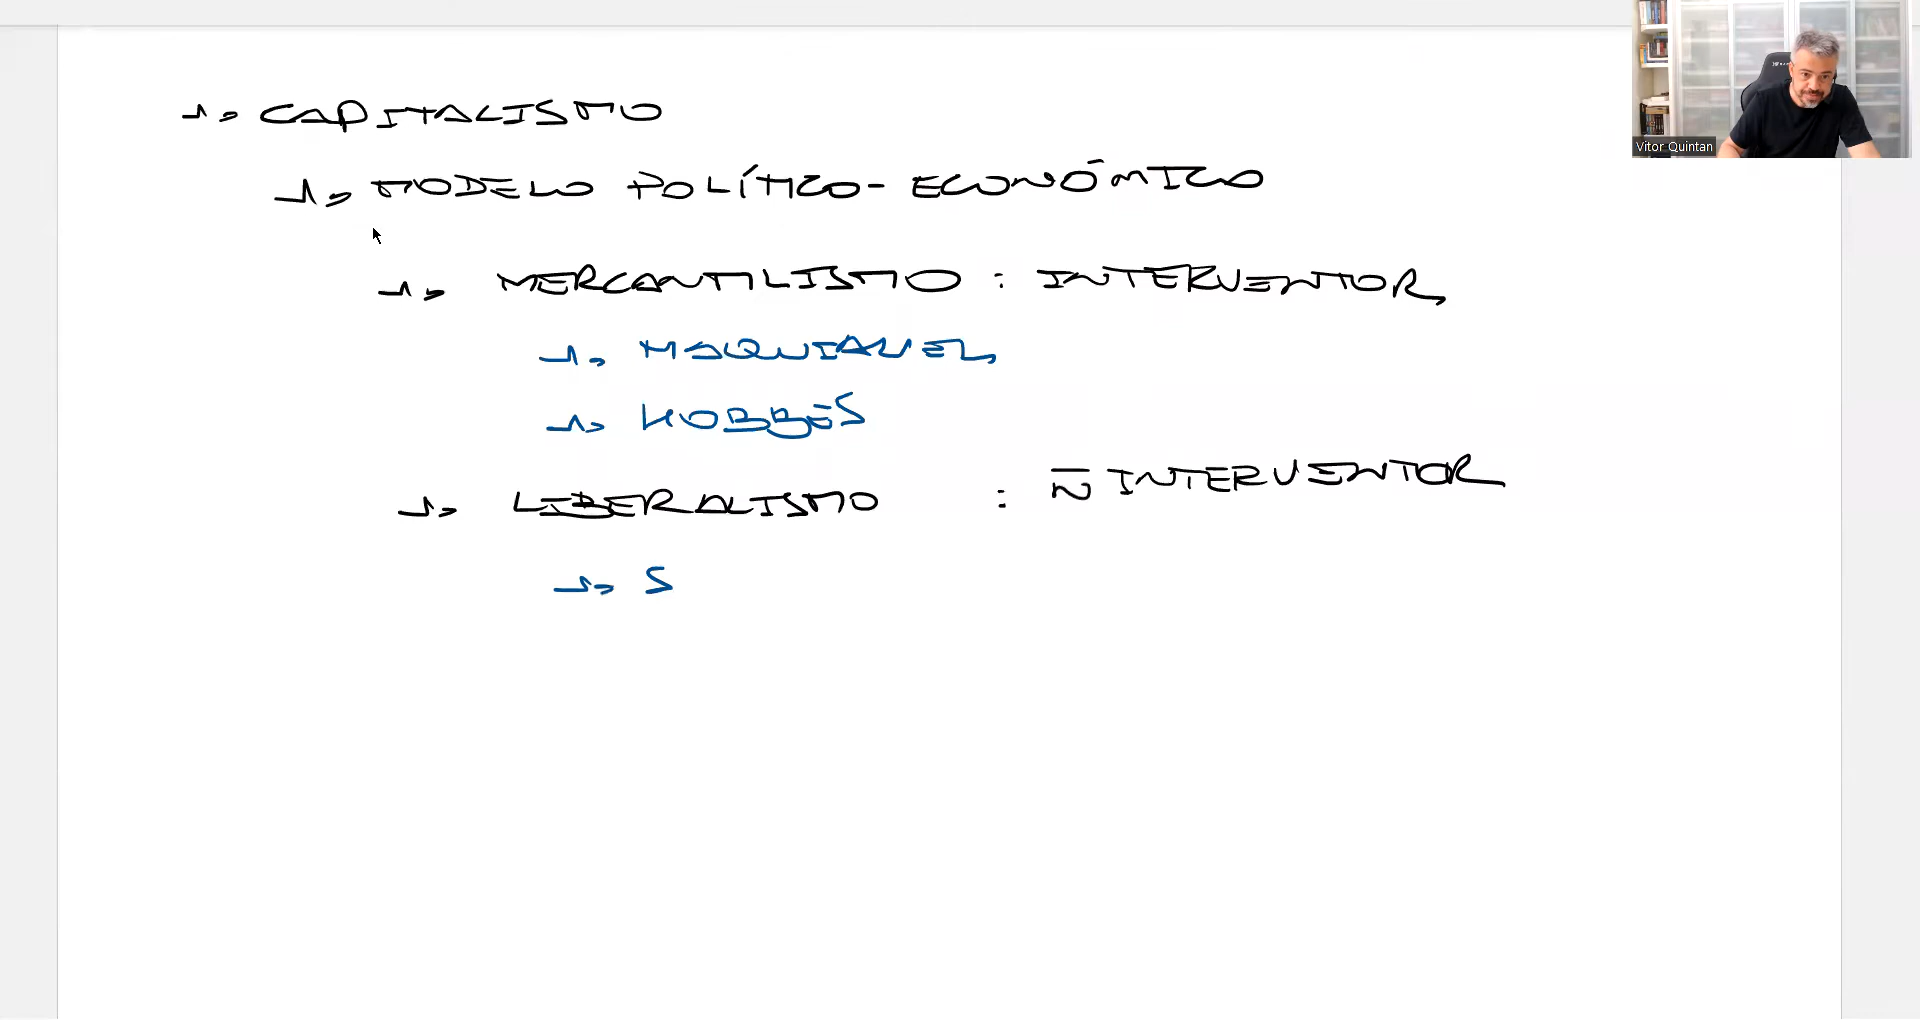 → CAPITALISMO
→ MODELO POLÍTICO-ECONÔMICO
→ MERCANTILISMO : INTERVENTOR
→ MAQUIAVEL
→ HOBBES
→ LIBERALISMO : Ñ INTERVENTOR
→ S
Vitor Quintan